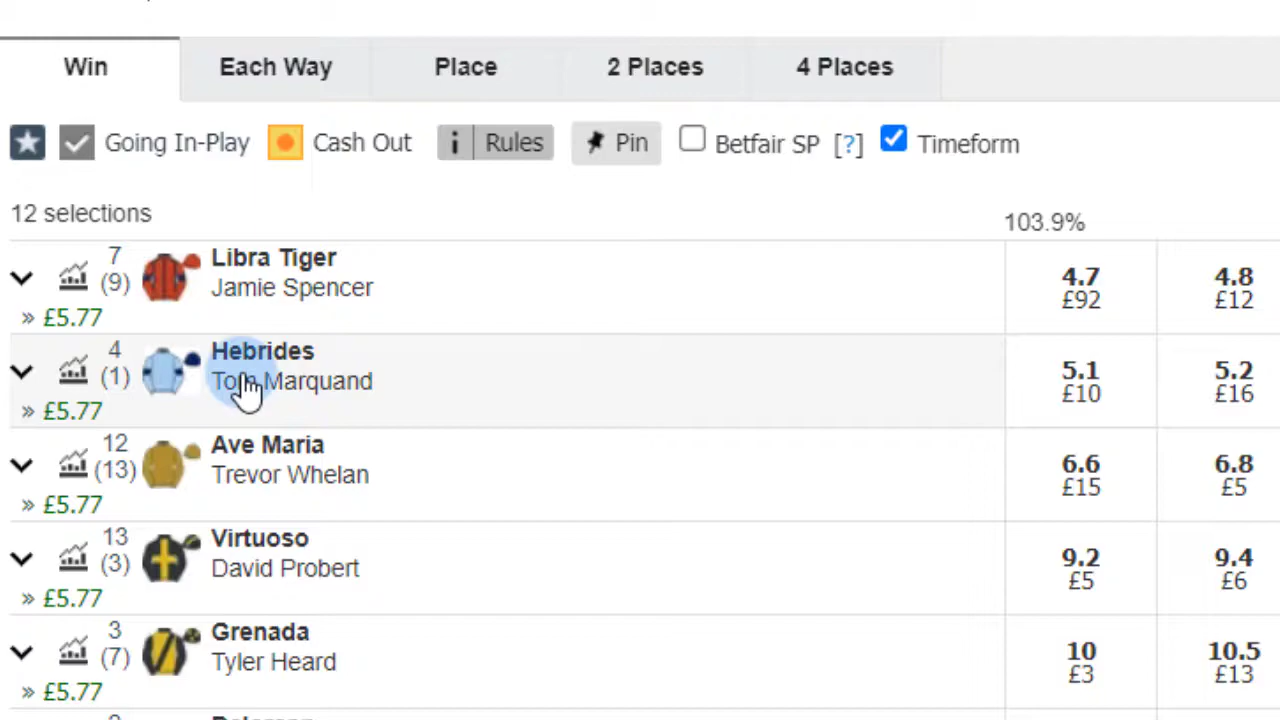 Win Each Way Place 2 Places 4 Places
Going In-Play Cash Out i Rules Pin Betfair SP [?] Timeform
12 selections 103.9%
7 Libra Tiger
(9) Jamie Spencer 4.7 4.8
£92 £12
» £5.77
4 Hebrides
(1) Tom Marquand 5.1 5.2
£10 £16
» £5.77
12 Ave Maria
(13) Trevor Whelan 6.6 6.8
£15 £5
» £5.77
13 Virtuoso
(3) David Probert 9.2 9.4
£5 £6
» £5.77
3 Grenada
(7) Tyler Heard 10 10.5
£3 £13
» £5.77